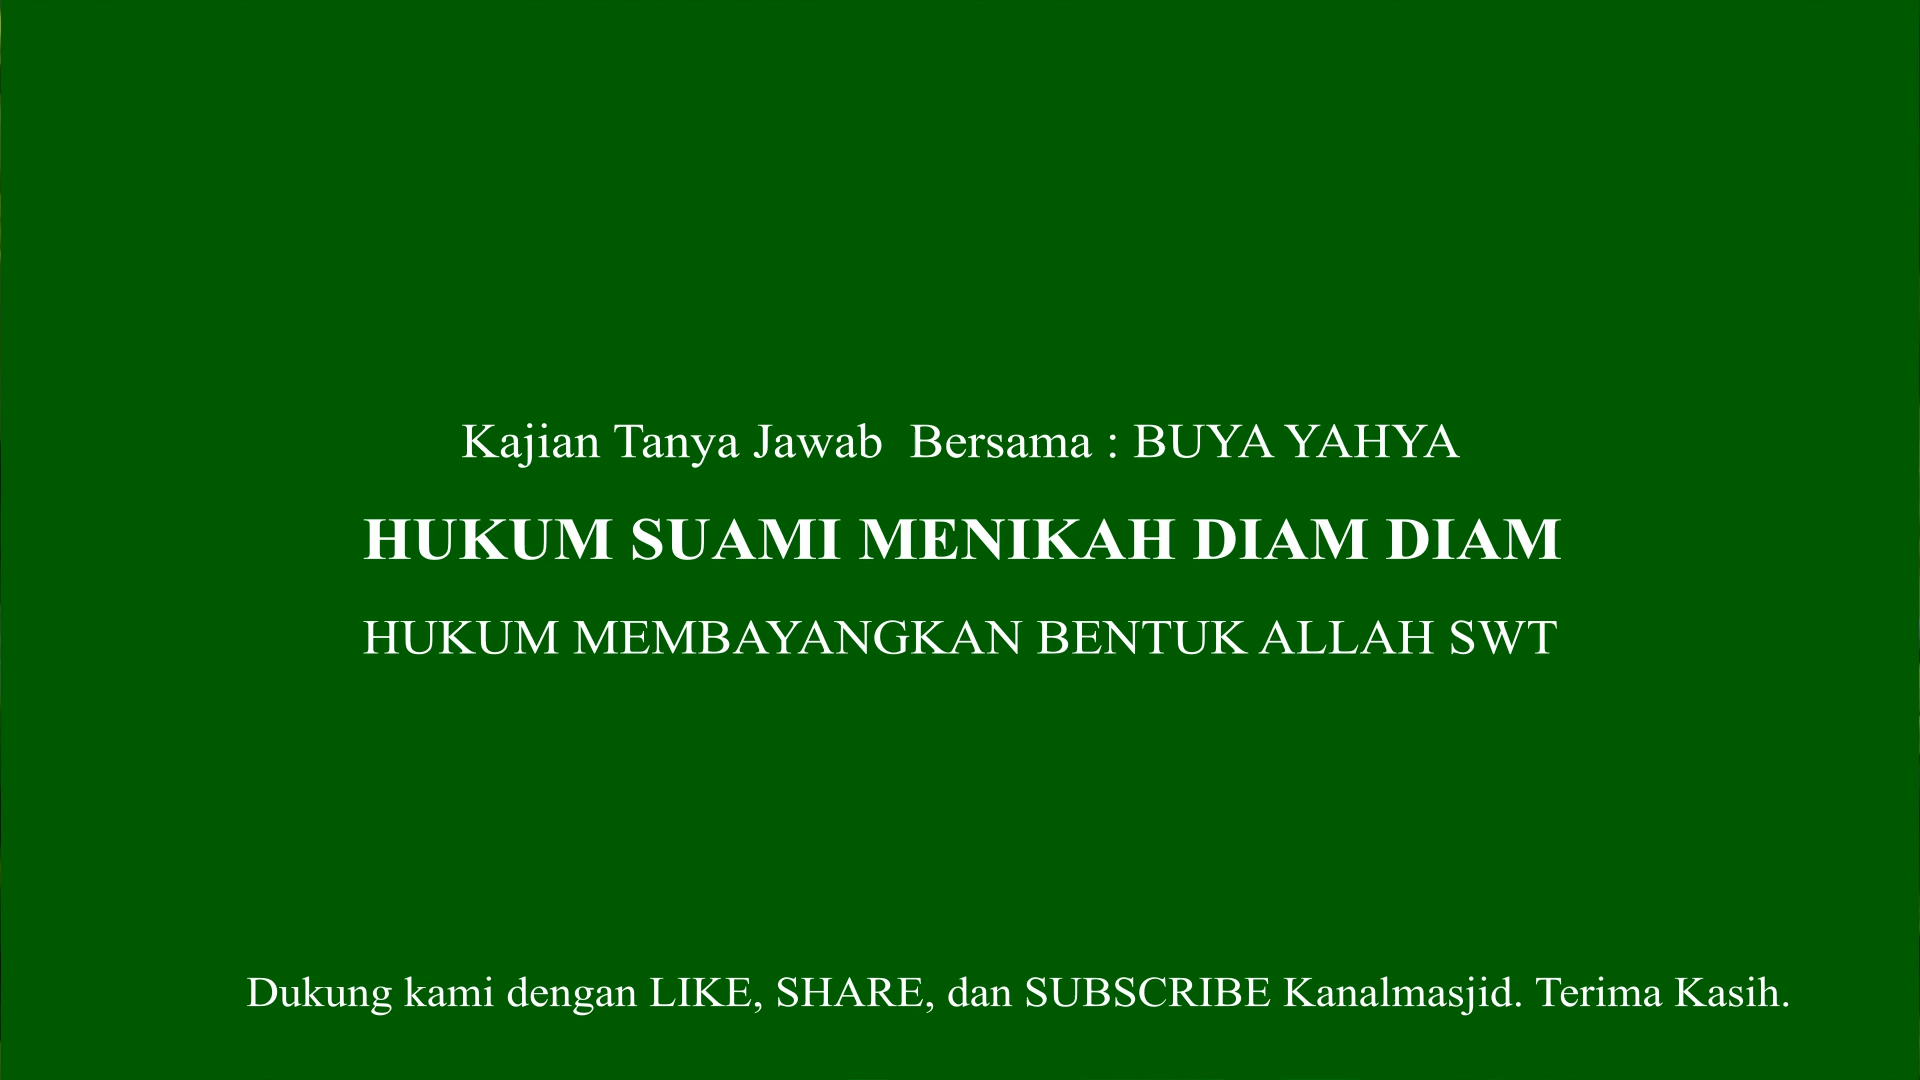 Kajian Tanya Jawab  Bersama : BUYA YAHYA
HUKUM SUAMI MENIKAH DIAM DIAM
HUKUM MEMBAYANGKAN BENTUK ALLAH SWT
Dukung kami dengan LIKE, SHARE, dan SUBSCRIBE Kanalmasjid. Terima Kasih.